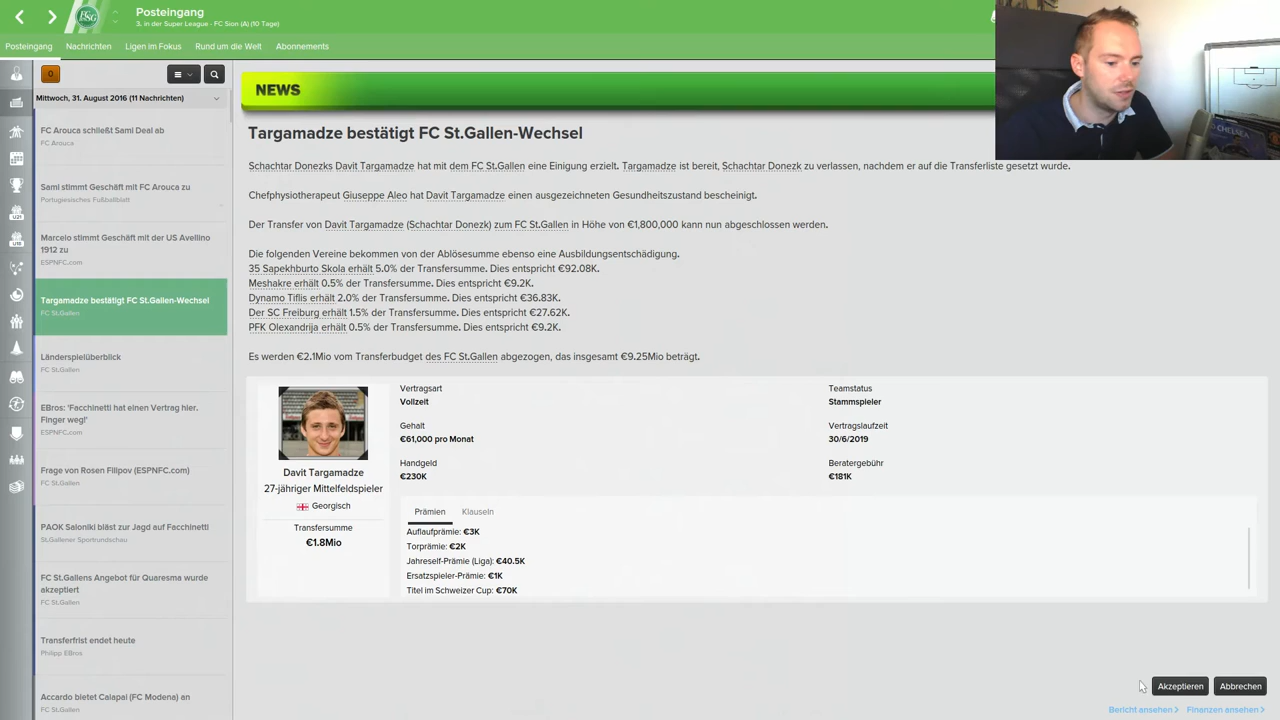 Posteingang
3. in der Super League - FC Sion (A) (10 Tage)
Posteingang
Nachrichten
Ligen im Fokus
Rund um die Welt
Abonnements
0
Mittwoch, 31. August 2016 (11 Nachrichten)
FC Arouca schließt Sami Deal ab
FC Arouca
Sami stimmt Geschäft mit FC Arouca zu
Portugiesisches Fußballblatt
Marcelo stimmt Geschäft mit der US Avellino
1912 zu
ESPNFC.com
Targamadze bestätigt FC St.Gallen-Wechsel
FC St.Gallen
Länderspielüberblick
FC St.Gallen
EBros: 'Facchinetti hat einen Vertrag hier.
Finger weg!'
ESPNFC.com
Frage von Rosen Filipov (ESPNFC.com)
FC St.Gallen
PAOK Saloniki bläst zur Jagd auf Facchinetti
St.Gallener Sportrundschau
FC St.Gallens Angebot für Quaresma wurde
akzeptiert
FC St.Gallen
Transferfrist endet heute
Philipp EBros
Accardo bietet Calapai (FC Modena) an
FC St.Gallen
NEWS
Targamadze bestätigt FC St.Gallen-Wechsel
Schachtar Donezks Davit Targamadze hat mit dem FC St.Gallen eine Einigung erzielt. Targamadze ist bereit, Schachtar Donezk zu verlassen, nachdem er auf die Transferliste gesetzt wurde.
Chefphysiotherapeut Giuseppe Aleo hat Davit Targamadze einen ausgezeichneten Gesundheitszustand bescheinigt.
Der Transfer von Davit Targamadze (Schachtar Donezk) zum FC St.Gallen in Höhe von €1,800,000 kann nun abgeschlossen werden.
Die folgenden Vereine bekommen von der Ablösesumme ebenso eine Ausbildungsentschädigung.
35 Sapekhburto Skola erhält 5.0% der Transfersumme. Dies entspricht €92.08K.
Meshakre erhält 0.5% der Transfersumme. Dies entspricht €9.2K.
Dynamo Tiflis erhält 2.0% der Transfersumme. Dies entspricht €36.83K.
Der SC Freiburg erhält 1.5% der Transfersumme. Dies entspricht €27.62K.
PFK Olexandrija erhält 0.5% der Transfersumme. Dies entspricht €9.2K.
Es werden €2.1Mio vom Transferbudget des FC St.Gallen abgezogen, das insgesamt €9.25Mio beträgt.
Davit Targamadze
27-jähriger Mittelfeldspieler
Georgisch
Transfersumme
€1.8Mio
Vertragsart
Vollzeit
Gehalt
€61,000 pro Monat
Handgeld
€230K
Teamstatus
Stammspieler
Vertragslaufzeit
30/6/2019
Beratergebühr
€181K
Prämien
Klauseln
Auflaufprämie: €3K
Torprämie: €2K
Jahreself-Prämie (Liga): €40.5K
Ersatzspieler-Prämie: €1K
Titel im Schweizer Cup: €70K
Akzeptieren
Abbrechen
Bericht ansehen
Finanzen ansehen